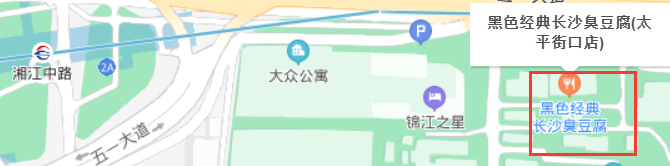 黑色经典长沙臭豆腐(太
平街口店)
P
湘江中路
2A
大众公寓
锦江之星
黑色经典
长沙臭豆腐
五一大道